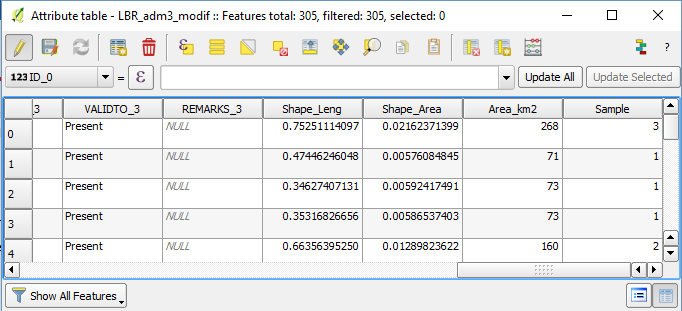 Attribute table - LBR_adm3_modif :: Features total: 305, filtered: 305, selected: 0
?
123 ID_0 = ε Update All Update Selected
_3 VALIDTO_3 REMARKS_3 Shape_Leng Shape_Area Area_km2 Sample
0 Present NULL 0.75251114097 0.02162371399 268 3
1 Present NULL 0.47446246048 0.00576084845 71 1
2 Present NULL 0.34627407131 0.00592417491 73 1
3 Present NULL 0.35316826656 0.00586537403 73 1
4 Present NULL 0.66356395250 0.01289823622 160 2
Show All Features